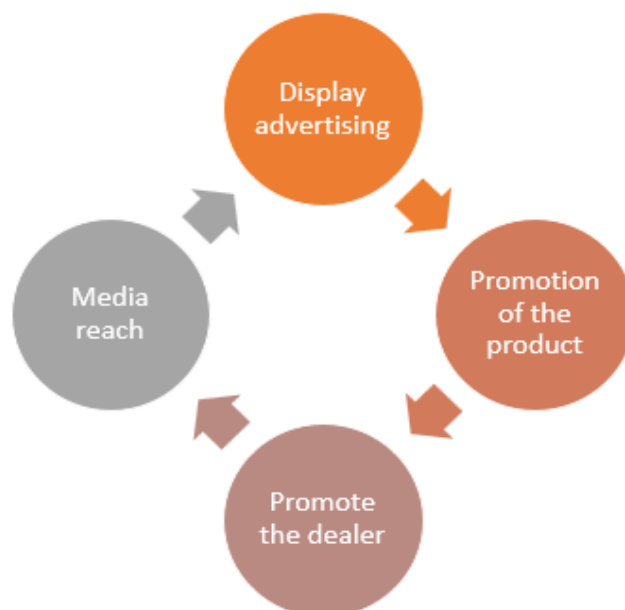 Display
advertising
Promotion
of the
product
Promote
the dealer
Media
reach